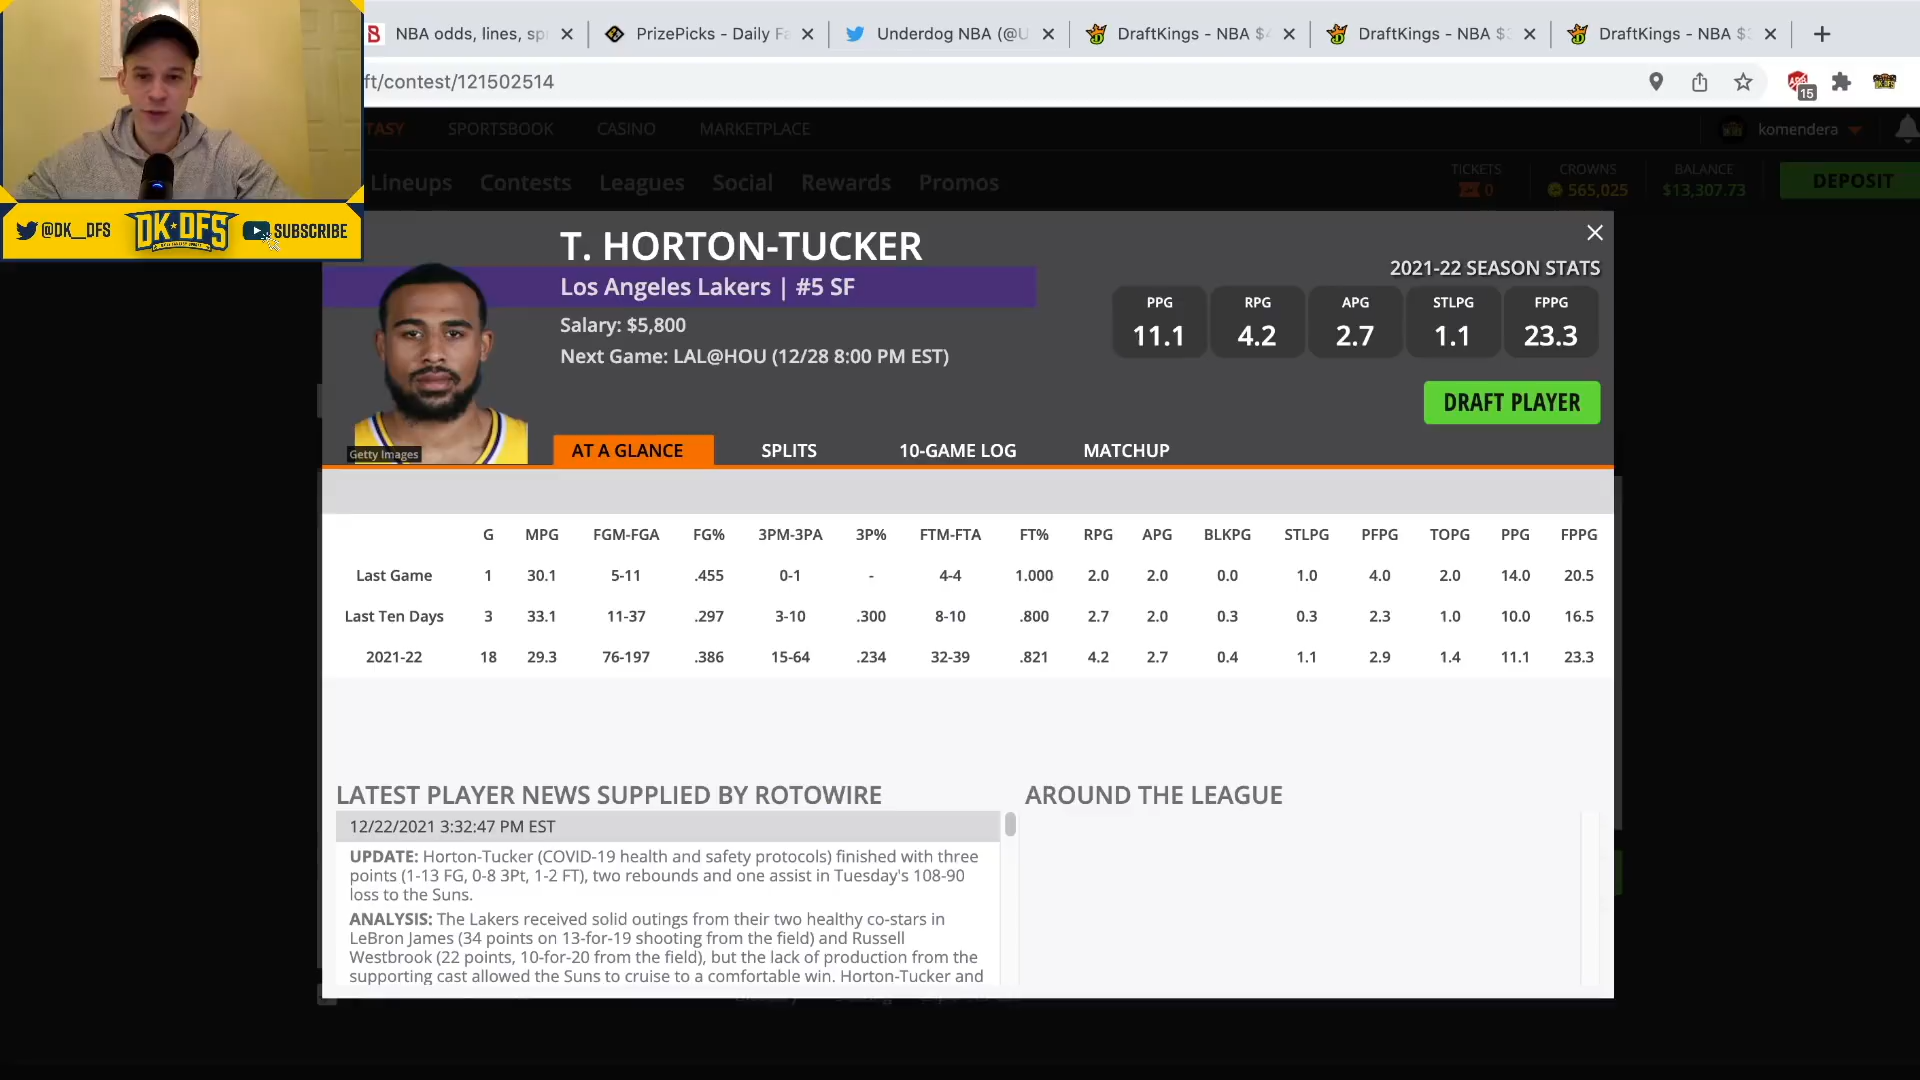 NBA odds, lines, sp
PrizePicks - Daily Fa
Underdog NBA (@U
DraftKings - NBA $
DraftKings - NBA $
DraftKings - NBA $
ft/contest/121502514
15
TASY
SPORTSBOOK
CASINO
MARKETPLACE
komendera
Lineups
Contests
Leagues
Social
Rewards
Promos
TICKETS
0
CROWNS
565,025
BALANCE
$13,307.73
DEPOSIT
@DK__DFS
DK★DFS
SUBSCRIBE
T. HORTON-TUCKER
Los Angeles Lakers | #5 SF
Salary: $5,800
Next Game: LAL@HOU (12/28 8:00 PM EST)
Getty Images
2021-22 SEASON STATS
PPG RPG APG STLPG FPPG
11.1 4.2 2.7 1.1 23.3
DRAFT PLAYER
AT A GLANCE
SPLITS
10-GAME LOG
MATCHUP
G MPG FGM-FGA FG% 3PM-3PA 3P% FTM-FTA FT% RPG APG BLKPG STLPG PFPG TOPG PPG FPPG
Last Game 1 30.1 5-11 .455 0-1 - 4-4 1.000 2.0 2.0 0.0 1.0 4.0 2.0 14.0 20.5
Last Ten Days 3 33.1 11-37 .297 3-10 .300 8-10 .800 2.7 2.0 0.3 0.3 2.3 1.0 10.0 16.5
2021-22 18 29.3 76-197 .386 15-64 .234 32-39 .821 4.2 2.7 0.4 1.1 2.9 1.4 11.1 23.3
LATEST PLAYER NEWS SUPPLIED BY ROTOWIRE
12/22/2021 3:32:47 PM EST
UPDATE: Horton-Tucker (COVID-19 health and safety protocols) finished with three
points (1-13 FG, 0-8 3Pt, 1-2 FT), two rebounds and one assist in Tuesday's 108-90
loss to the Suns.
ANALYSIS: The Lakers received solid outings from their two healthy co-stars in
LeBron James (34 points on 13-for-19 shooting from the field) and Russell
Westbrook (22 points, 10-for-20 from the field), but the lack of production from the
supporting cast allowed the Suns to cruise to a comfortable win. Horton-Tucker and
AROUND THE LEAGUE